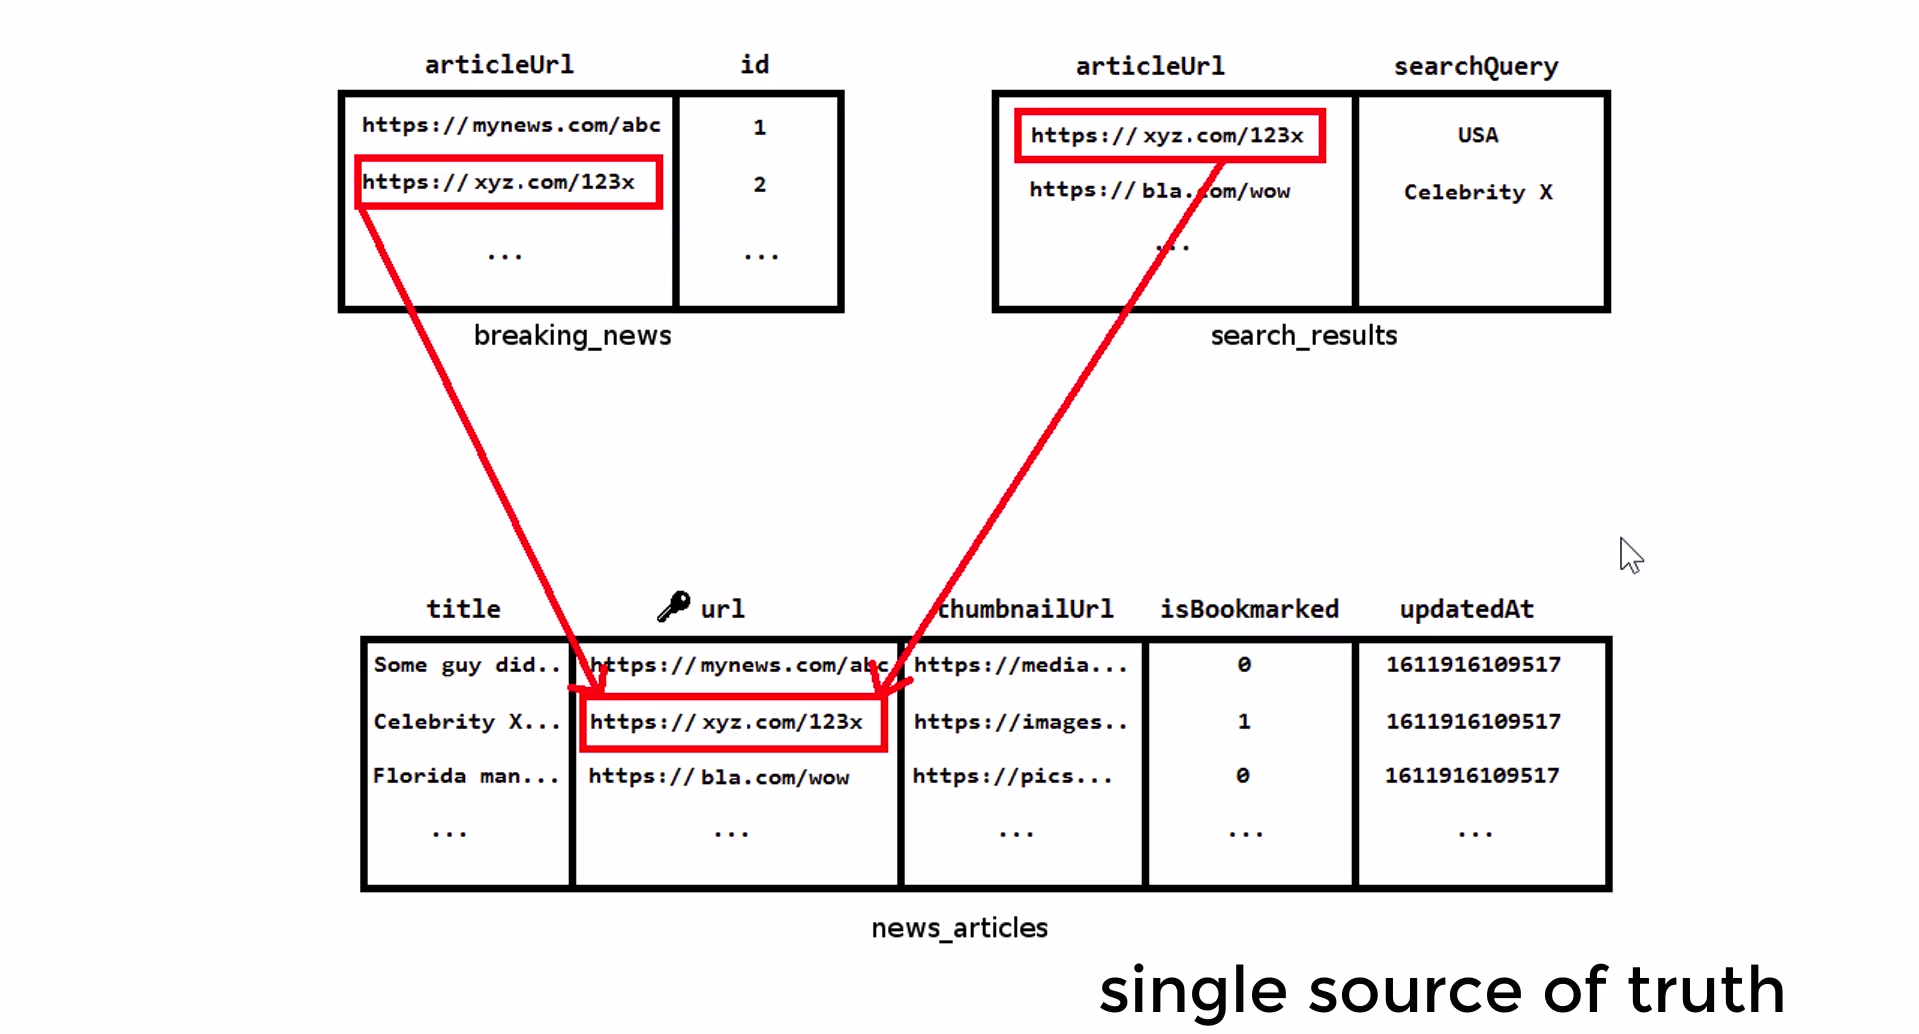 articleUrl id
https://mynews.com/abc 1
https://xyz.com/123x 2
... ...
breaking_news
articleUrl searchQuery
https://xyz.com/123x USA
https://bla.com/wow Celebrity X
...
search_results
title url thumbnailUrl isBookmarked updatedAt
Some guy did.. https://mynews.com/abc https://media... 0 1611916109517
Celebrity X... https://xyz.com/123x https://images.. 1 1611916109517
Florida man... https://bla.com/wow https://pics... 0 1611916109517
... ... ... ... ...
news_articles
single source of truth